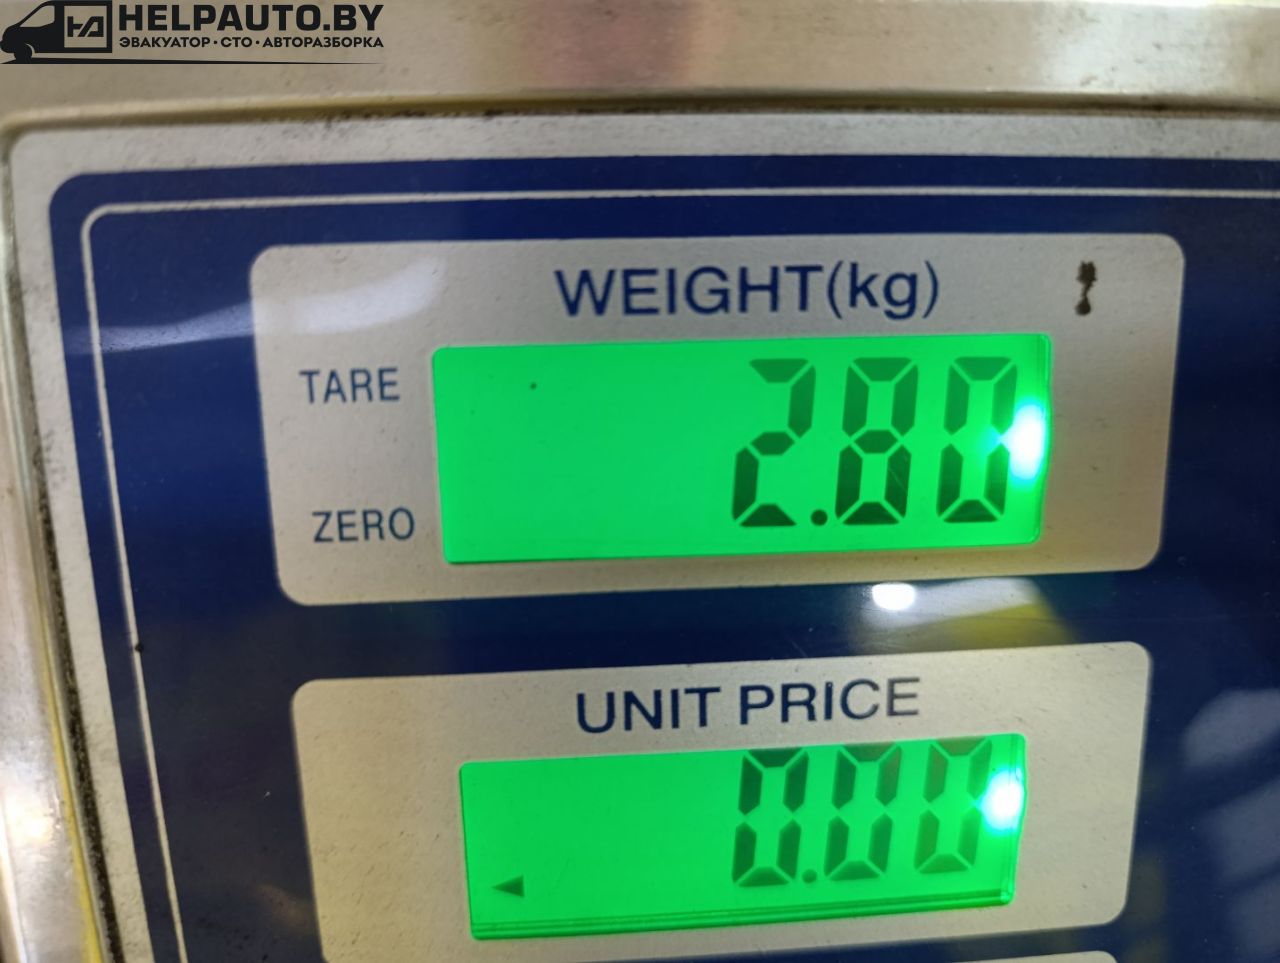 HELPAUTO.BY
ЭВАКУАТОР · СТО · АВТОРАЗБОРКА
WEIGHT(kg)
TARE
2.80
ZERO
UNIT PRICE
0.00